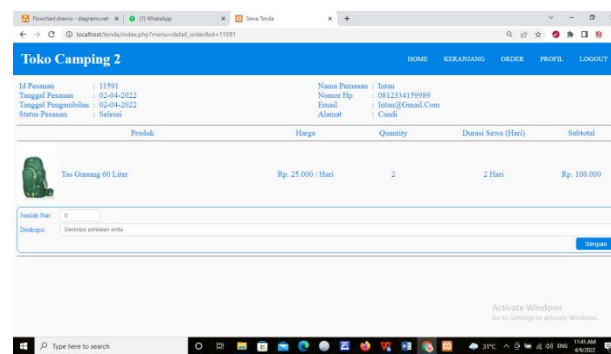 Flowchart.drawio - diagrams.net
(1) WhatsApp
Sewa Tenda
localhost/tenda/index.php?menu=detail_order&id=11591
Toko Camping 2
HOME KERANJANG ORDER PROFIL LOGOUT
Id Pesanan : 11591
Tanggal Pesanan : 02-04-2022
Tanggal Pengambilan : 02-04-2022
Status Pesanan : Selesai
Nama Pemesan : Intan
Nomor Hp : 0812334159989
Email : Intan@Gmail.Com
Alamat : Candi
Produk Harga Quantity Durasi Sewa (Hari) Subtotal
Tas Gunung 60 Liter Rp. 25.000 / Hari 2 2 Hari Rp. 100.000
Jumlah Star 0
Deskripsi Deskripsi penilaian anda
Simpan
Activate Windows
Go to Settings to activate Windows.
Type here to search
31°C ENG 11:45 AM
4/6/2022